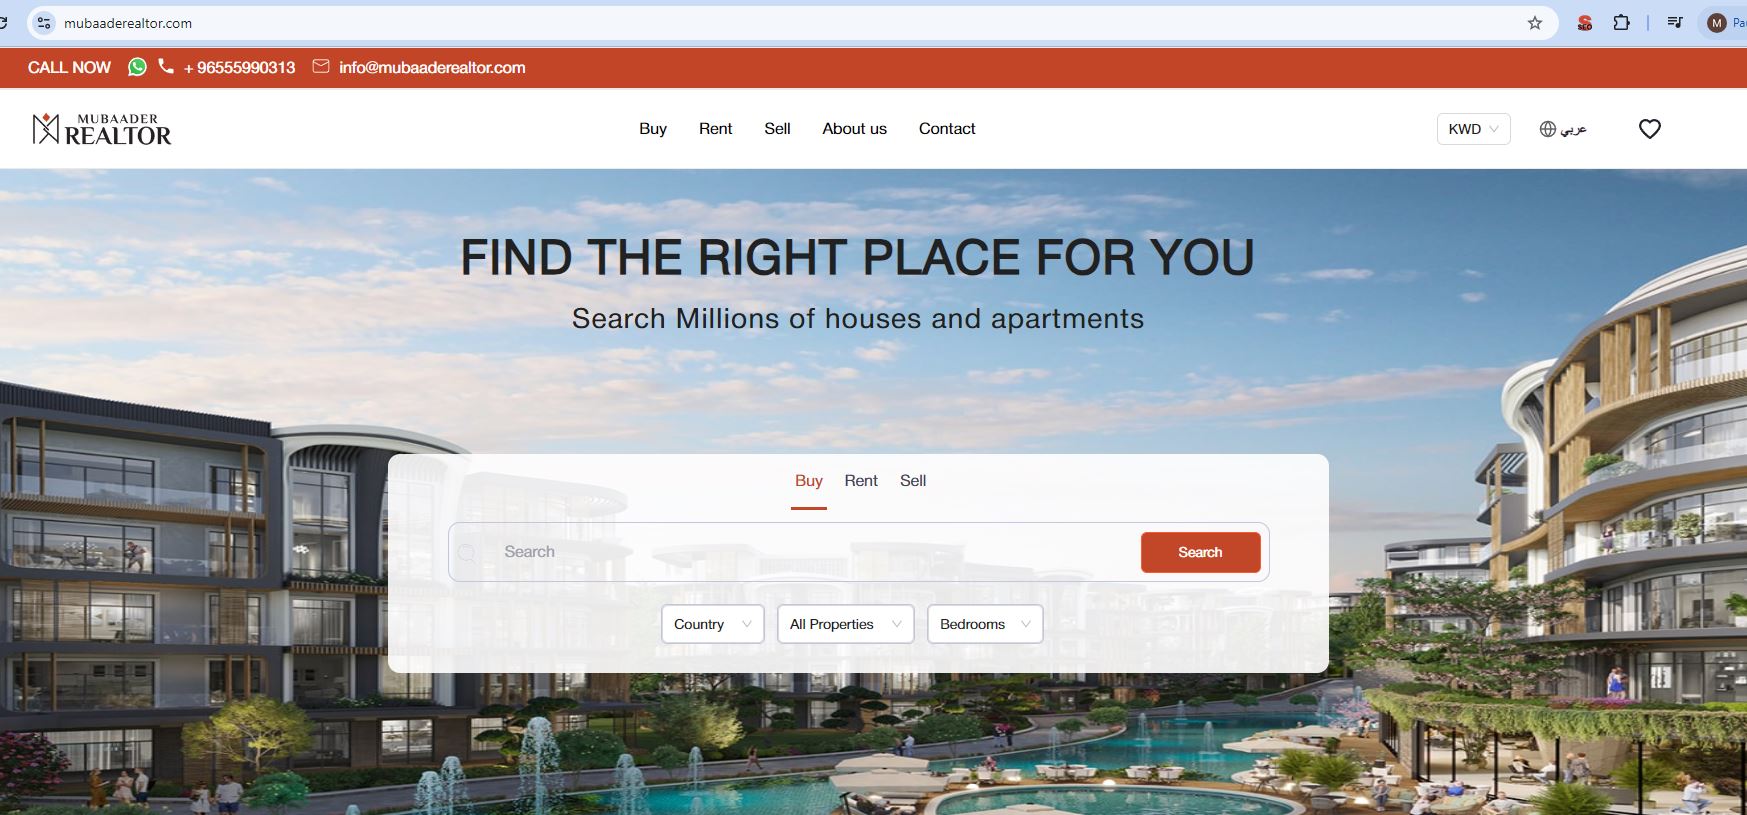 mubaaderealtor.com
CALL NOW + 96555990313 info@mubaaderealtor.com
MUBAADER
REALTOR
Buy Rent Sell About us Contact
KWD عربي
FIND THE RIGHT PLACE FOR YOU
Search Millions of houses and apartments
Buy Rent Sell
Search Search
Country All Properties Bedrooms